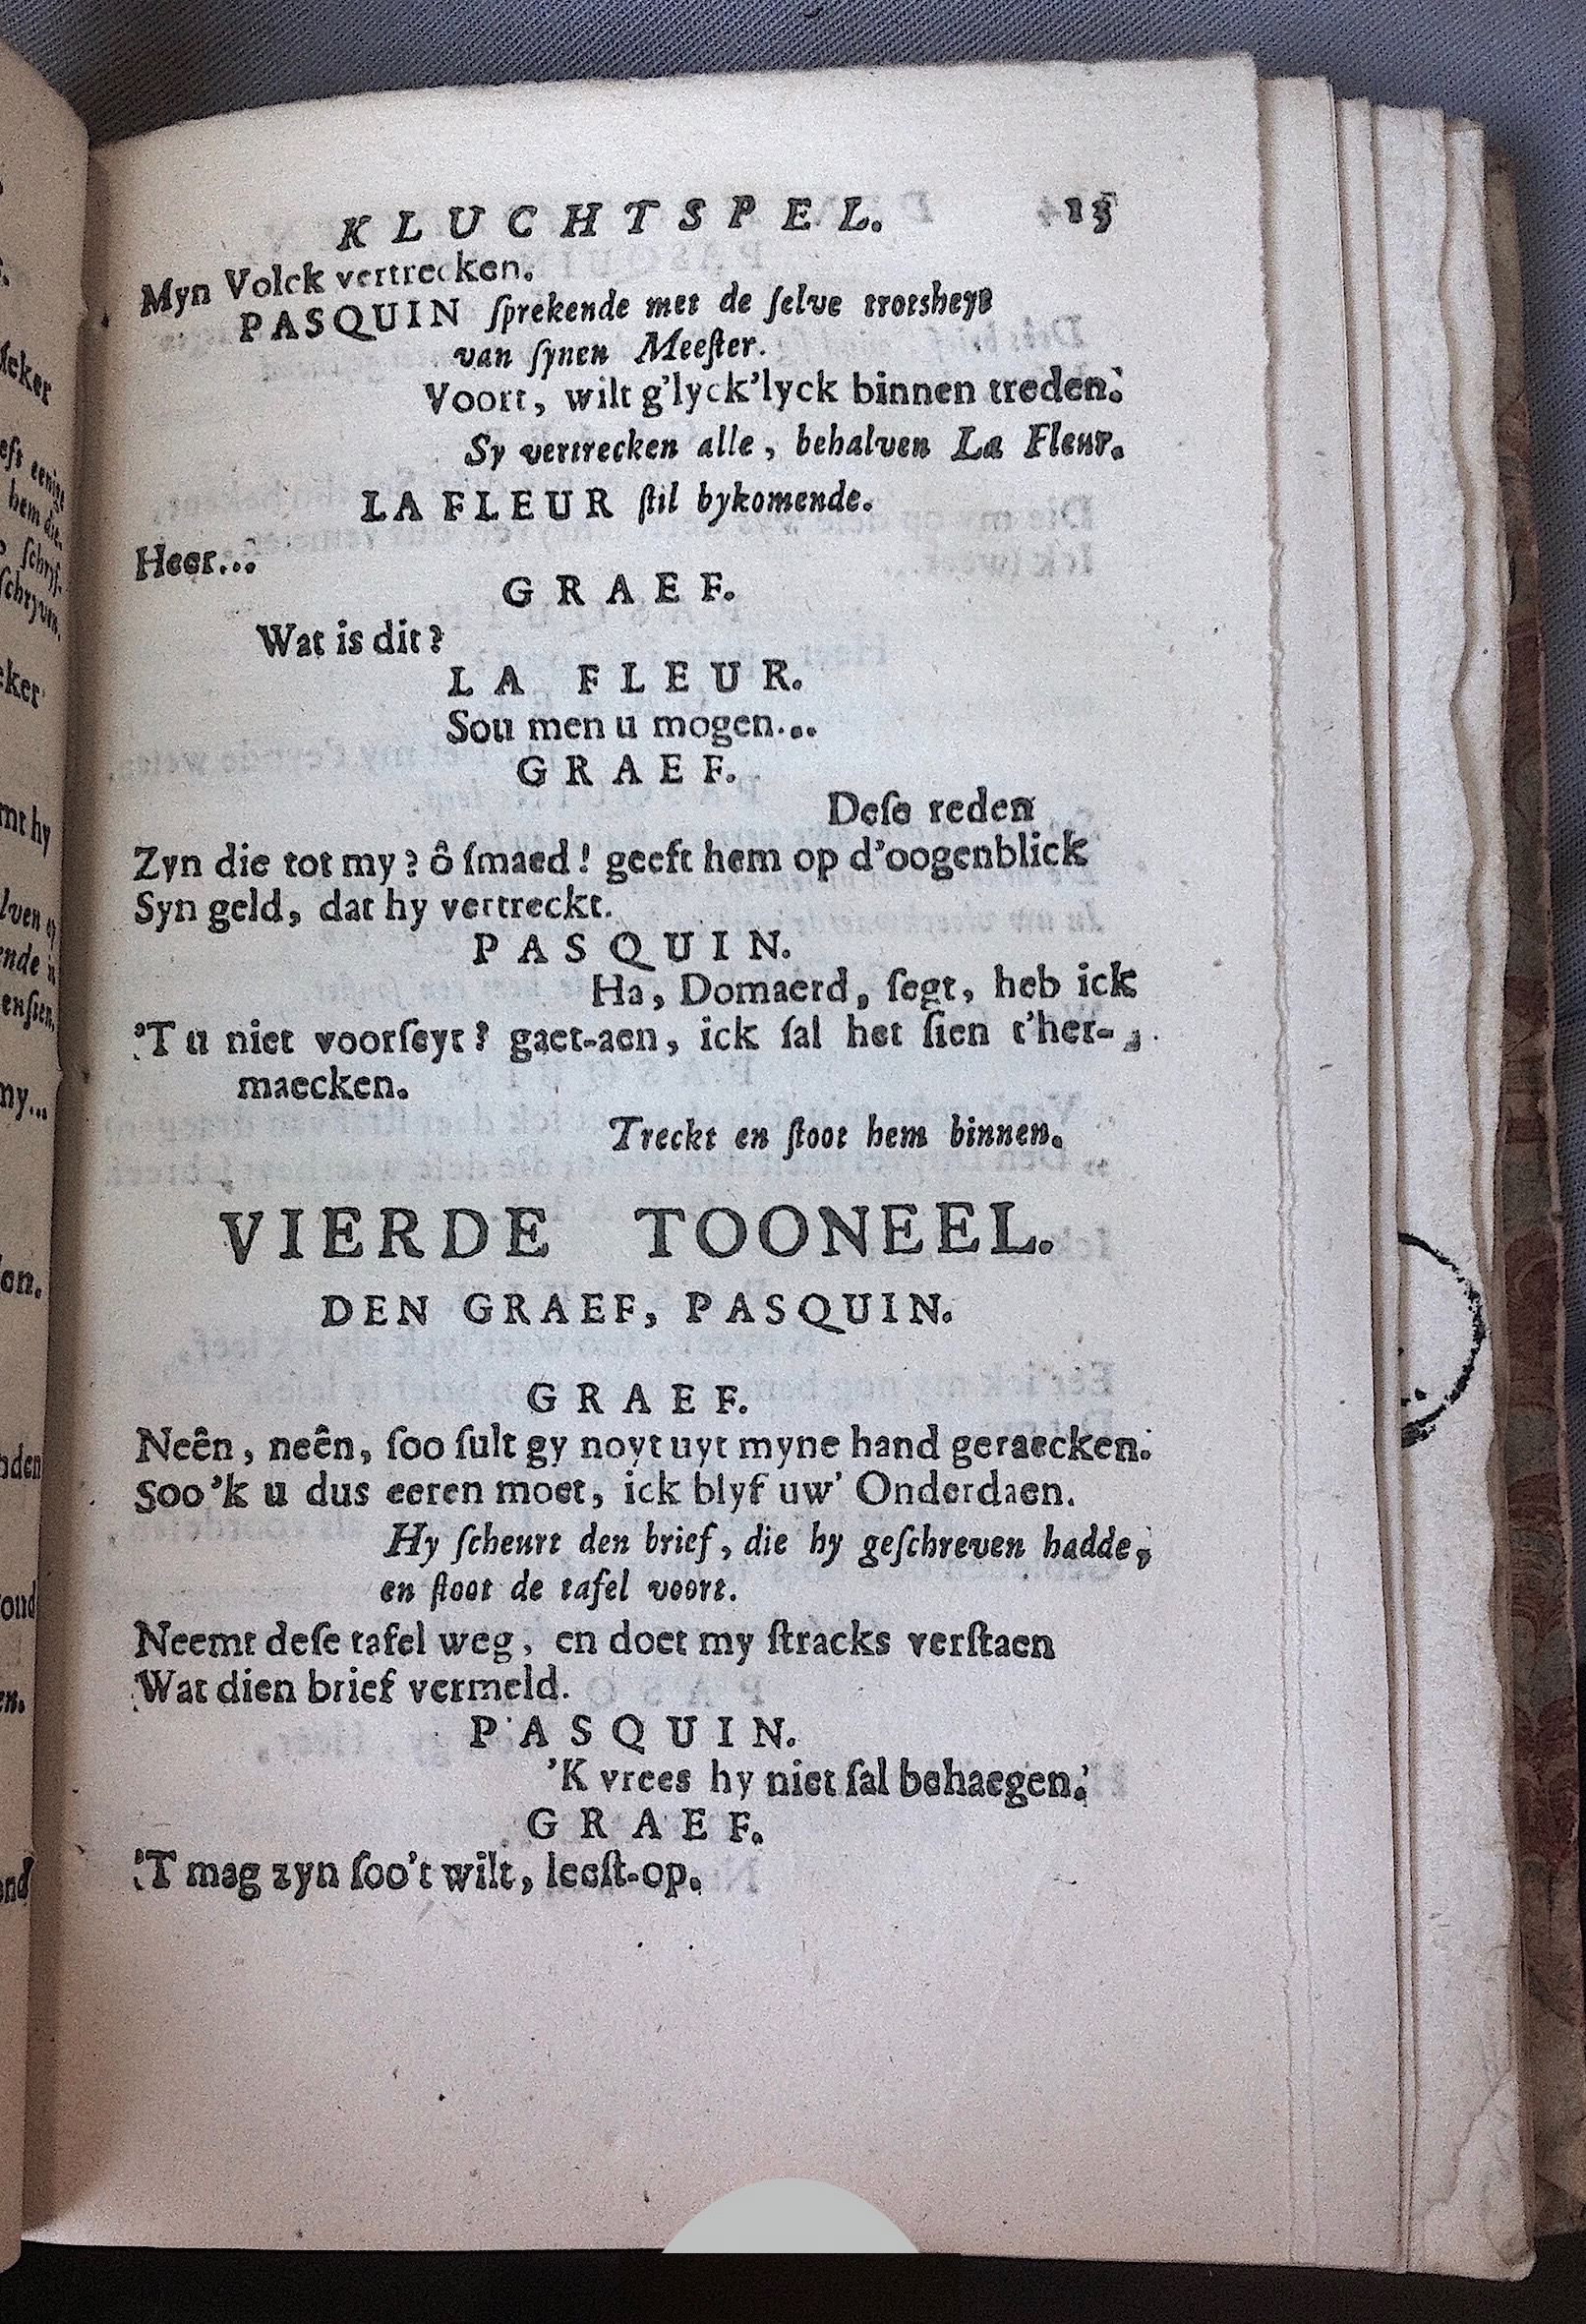 KLUCHTSPEL. 15
Myn Volck vertrecken.
PASQUIN ſprekende met de ſelve trotsheyt
van ſynen Meeſter.
Voort, wilt g'lyck'lyck binnen treden.
Sy vertrecken alle, behalven La Fleur.
LA FLEUR ſtil bykomende.
Heer...
GRAEF.
Wat is dit?
LA FLEUR.
Sou men u mogen...
GRAEF.
Deſe reden
Zyn die tot my? ô ſmaed! geeft hem op d'oogenblick
Syn geld, dat hy vertreckt.
PASQUIN.
Ha, Domaerd, ſegt, heb ick
'T u niet voorſeyt? gaet-aen, ick ſal het ſien t'her-
maecken.
Treckt en ſtoot hem binnen.
VIERDE TOONEEL.
DEN GRAEF, PASQUIN.
GRAEF.
Neên, neên, ſoo ſult gy noyt uyt myne hand geraecken.
Soo'k u dus eeren moet, ick blyf uw' Onderdaen.
Hy ſcheurt den brief, die hy geſchreven hadde,
en ſtoot de tafel voort.
Neemt deſe tafel weg, en doet my ſtracks verſtaen
Wat dien brief vermeld.
PASQUIN.
'K vrees hy niet ſal behaegen.
GRAEF.
'T mag zyn ſoo't wilt, leeſt-op.